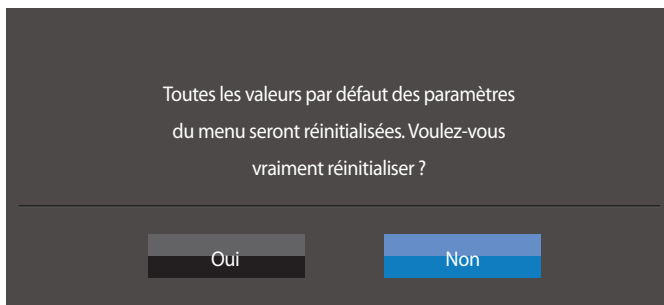 Toutes les valeurs par défaut des paramètres
du menu seront réinitialisées. Voulez-vous
vraiment réinitialiser ?
Oui
Non